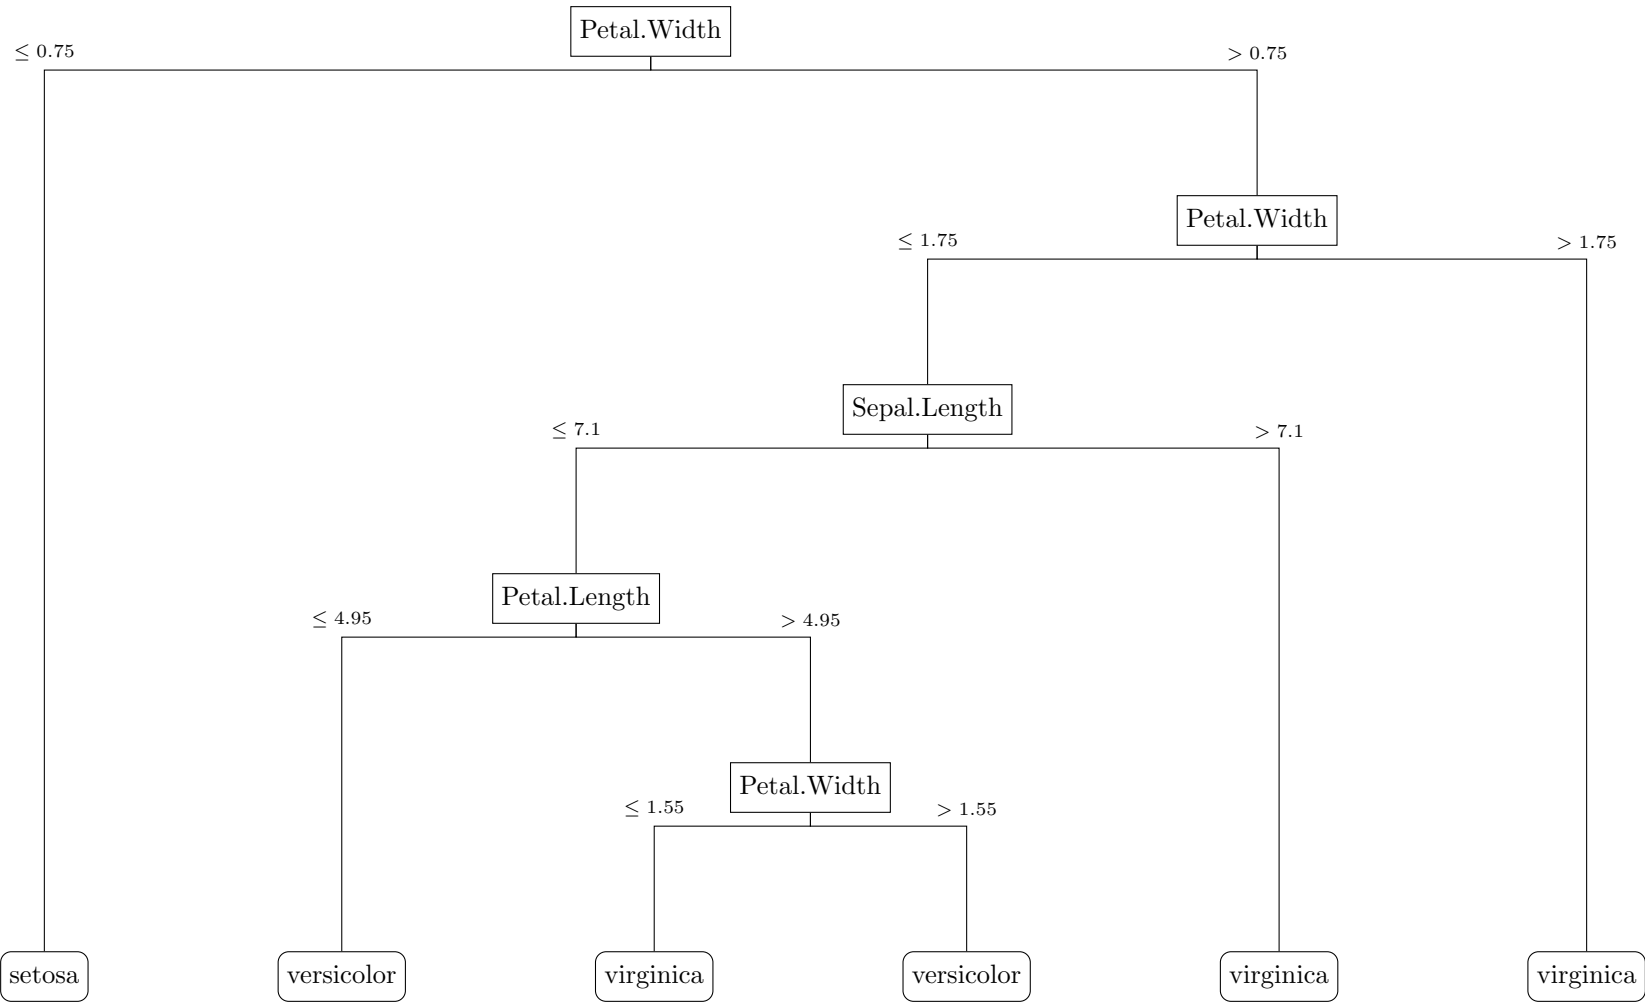 Petal.Width
≤ 0.75
> 0.75
Petal.Width
≤ 1.75
> 1.75
Sepal.Length
≤ 7.1
> 7.1
Petal.Length
≤ 4.95
> 4.95
Petal.Width
≤ 1.55
> 1.55
setosa
versicolor
virginica
versicolor
virginica
virginica